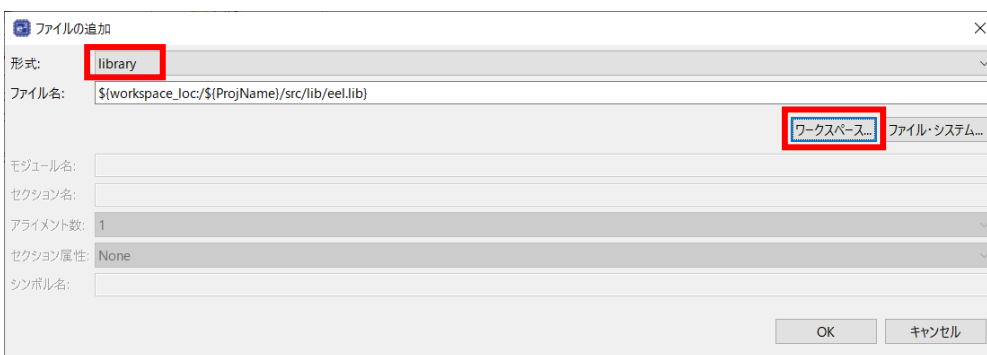 ファイルの追加
形式: library
ファイル名: ${workspace_loc:/${ProjName}/src/lib/eel.lib}
ワークスペース... ファイル・システム...
モジュール名:
セクション名:
アライメント数: 1
セクション属性: None
シンボル名:
OK キャンセル